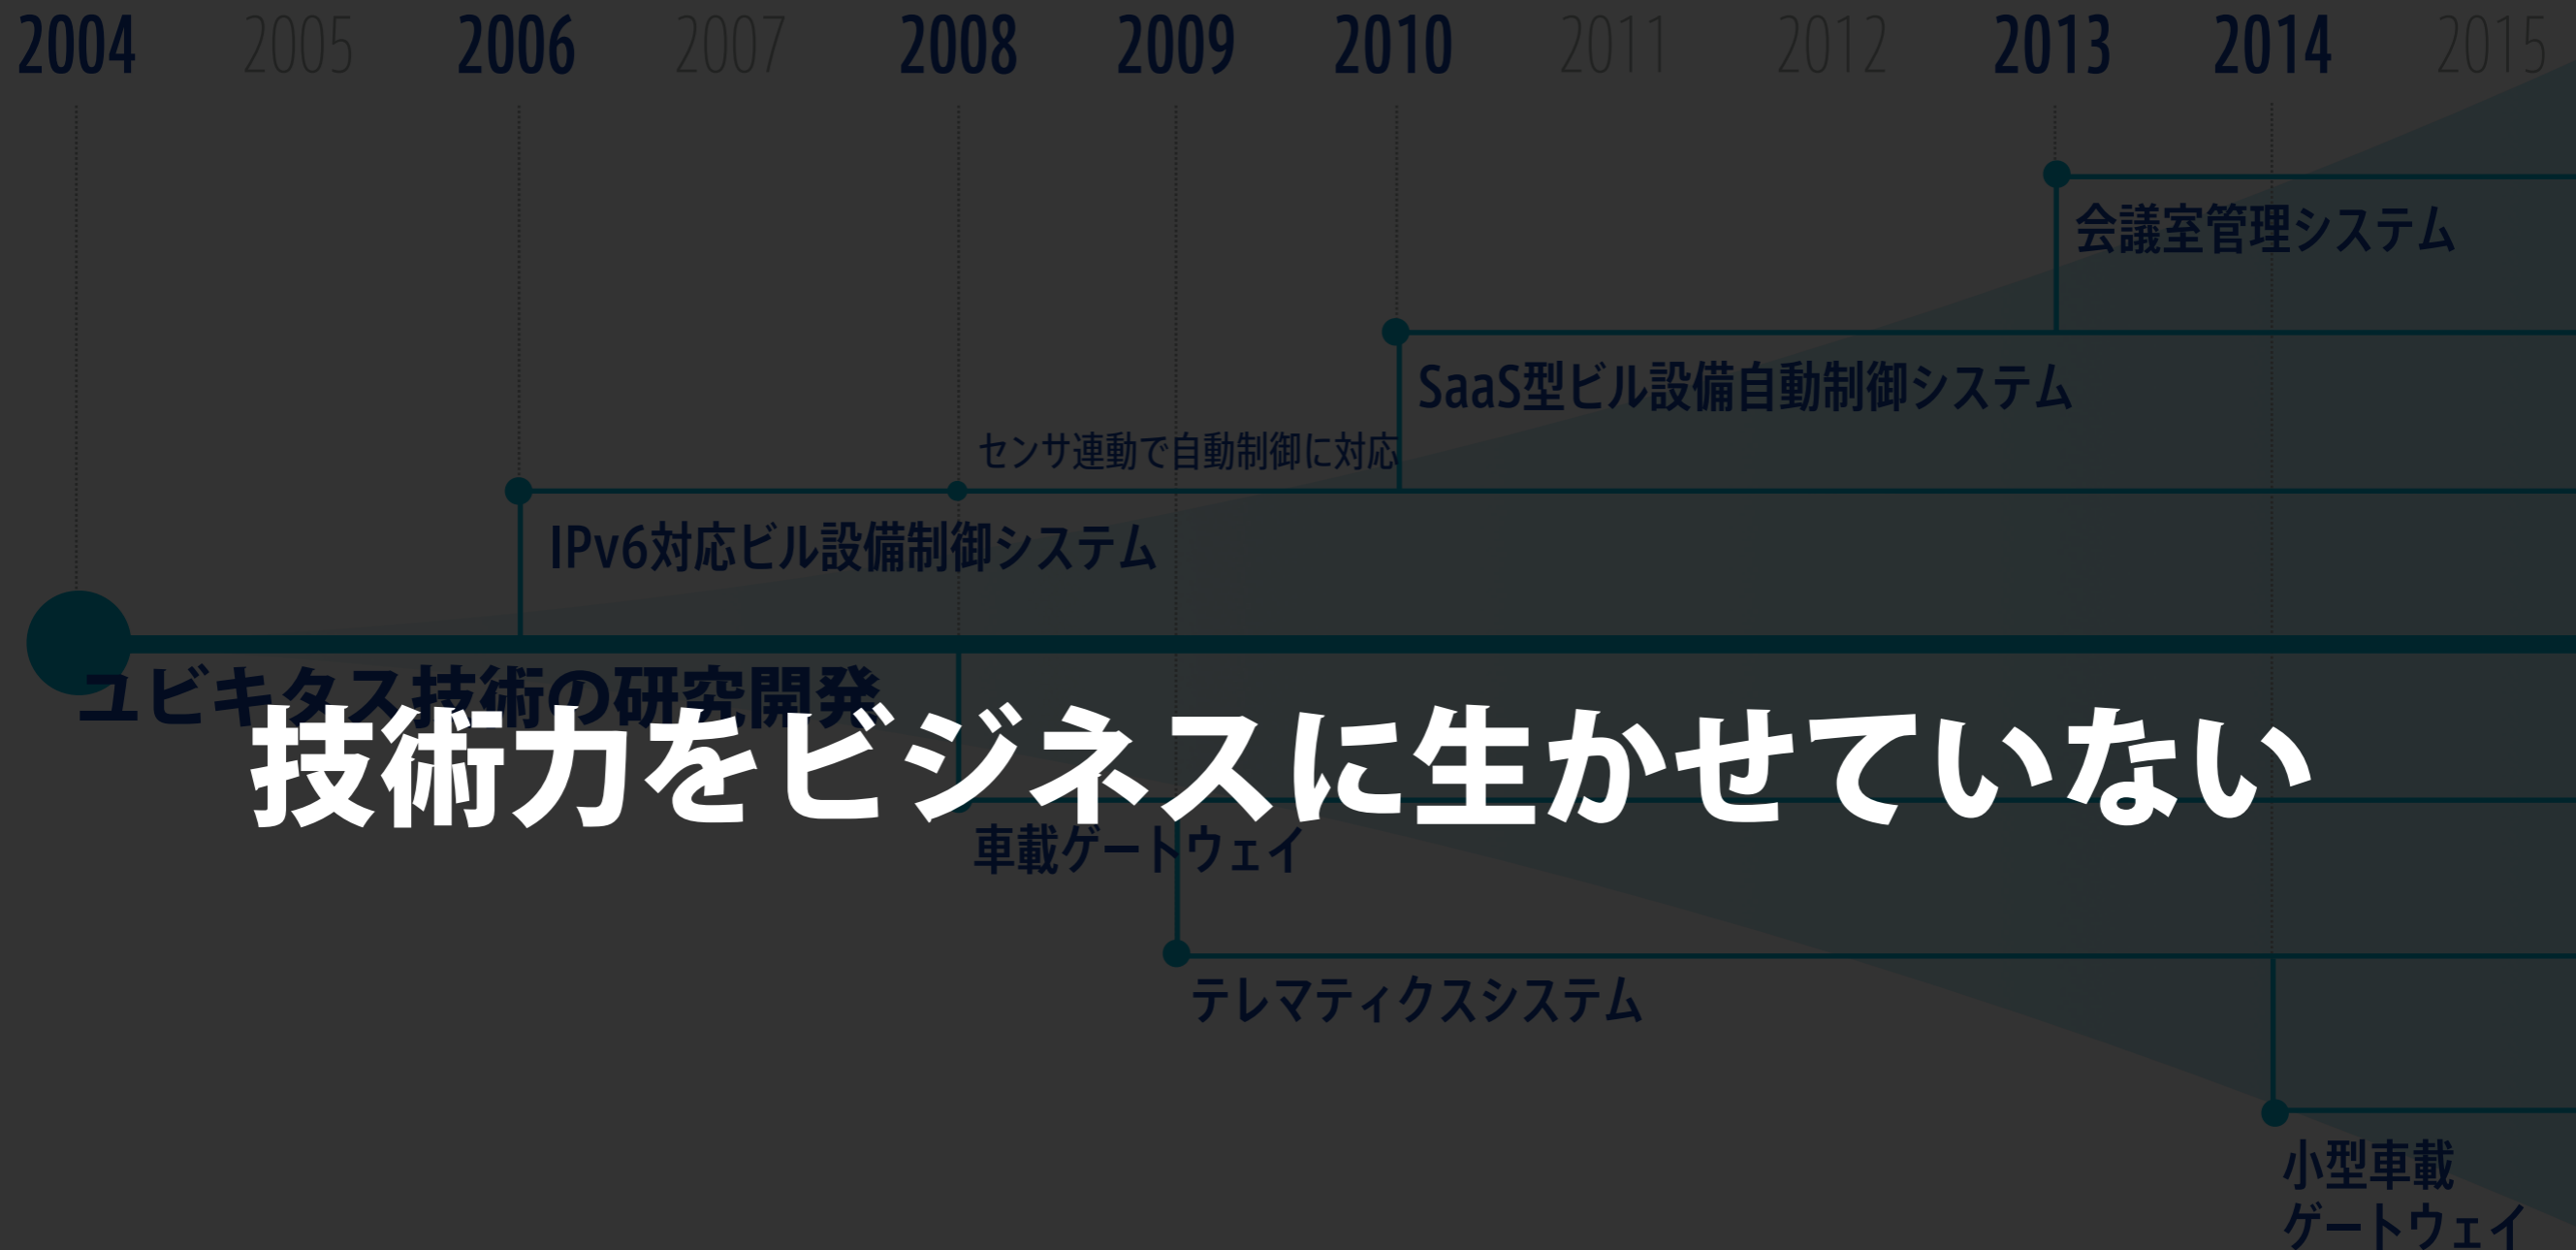 2004 2005 2006 2007 2008 2009 2010 2011 2012 2013 2014 2015
会議室管理システム
SaaS型ビル設備自動制御システム
センサ連動で自動制御に対応
IPv6対応ビル設備制御システム
ユビキタス技術の研究開発
技術力をビジネスに生かせていない
車載ゲートウェイ
テレマティクスシステム
小型車載
ゲートウェイ